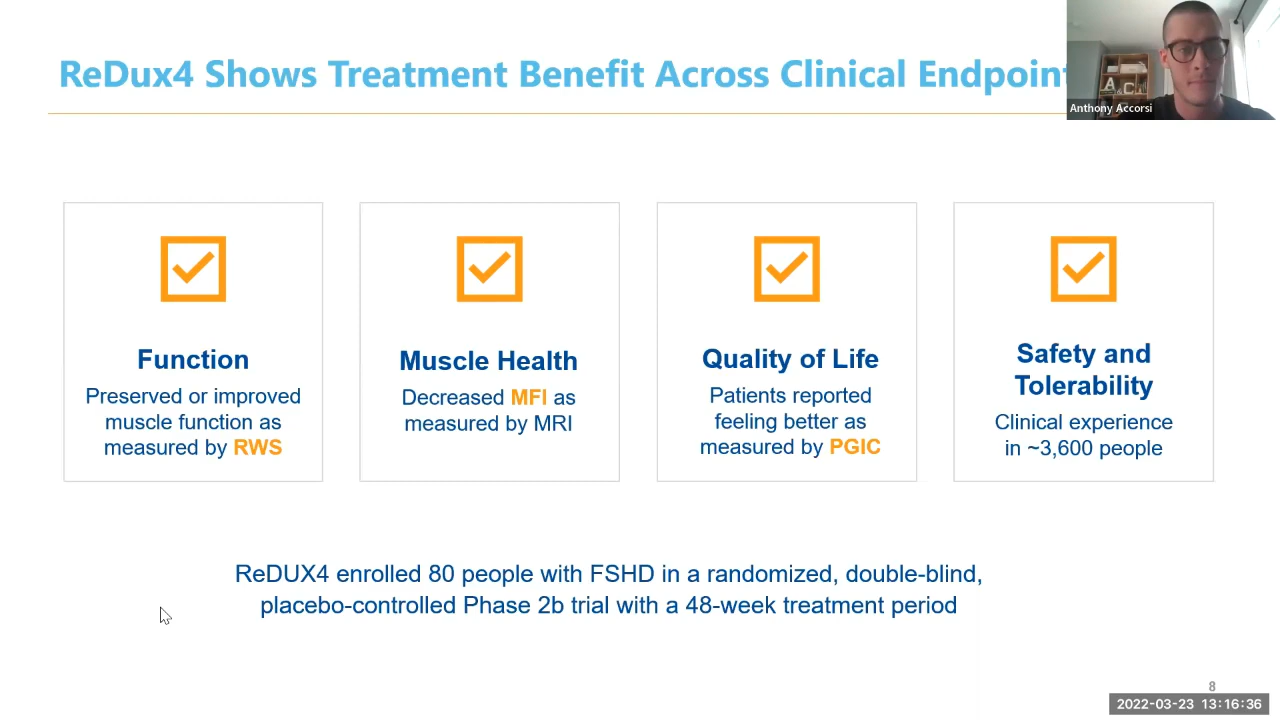 ReDux4 Shows Treatment Benefit Across Clinical Endpoint
Anthony Accorsi
Function
Preserved or improved
muscle function as
measured by RWS
Muscle Health
Decreased MFI as
measured by MRI
Quality of Life
Patients reported
feeling better as
measured by PGIC
Safety and
Tolerability
Clinical experience
in ~3,600 people
ReDUX4 enrolled 80 people with FSHD in a randomized, double-blind,
placebo-controlled Phase 2b trial with a 48-week treatment period
8
2022-03-23 13:16:36